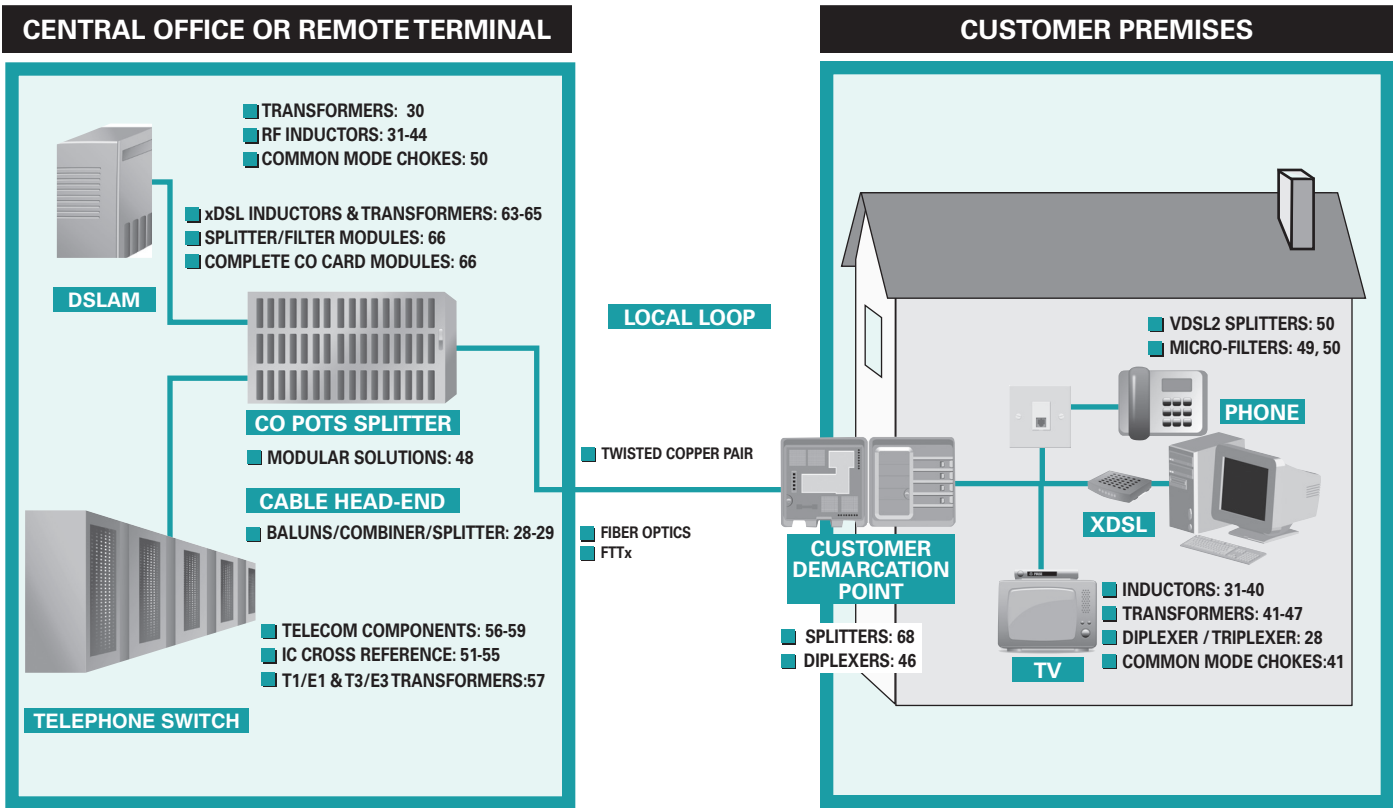 CENTRAL OFFICE OR REMOTE TERMINAL
TRANSFORMERS: 30
RF INDUCTORS: 31-44
COMMON MODE CHOKES: 50
xDSL INDUCTORS & TRANSFORMERS: 63-65
SPLITTER/FILTER MODULES: 66
COMPLETE CO CARD MODULES: 66
DSLAM
CO POTS SPLITTER
MODULAR SOLUTIONS: 48
CABLE HEAD-END
BALUNS/COMBINER/SPLITTER: 28-29
TELECOM COMPONENTS: 56-59
IC CROSS REFERENCE: 51-55
T1/E1 & T3/E3 TRANSFORMERS:57
TELEPHONE SWITCH
LOCAL LOOP
TWISTED COPPER PAIR
FIBER OPTICS
FTTx
CUSTOMER PREMISES
VDSL2 SPLITTERS: 50
MICRO-FILTERS: 49, 50
PHONE
XDSL
CUSTOMER
DEMARCATION
POINT
SPLITTERS: 68
DIPLEXERS: 46
TV
INDUCTORS: 31-40
TRANSFORMERS: 41-47
DIPLEXER / TRIPLEXER: 28
COMMON MODE CHOKES:41